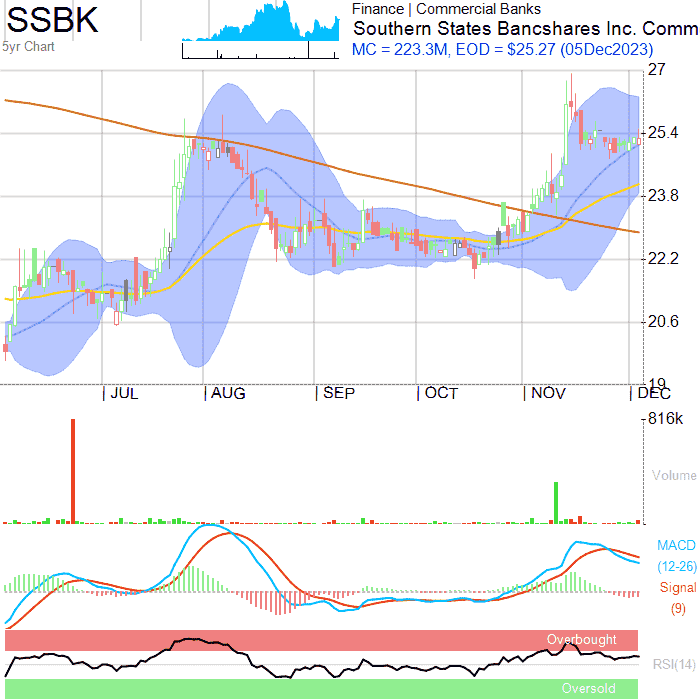 SSBK
5yr Chart
Finance | Commercial Banks
Southern States Bancshares Inc. Comm
MC = 223.3M, EOD = $25.27 (05Dec2023)
27
25.4
23.8
22.2
20.6
19
JUL AUG SEP OCT NOV DEC
816k
Volume
MACD
(12-26)
Signal
(9)
Overbought
RSI(14)
Oversold